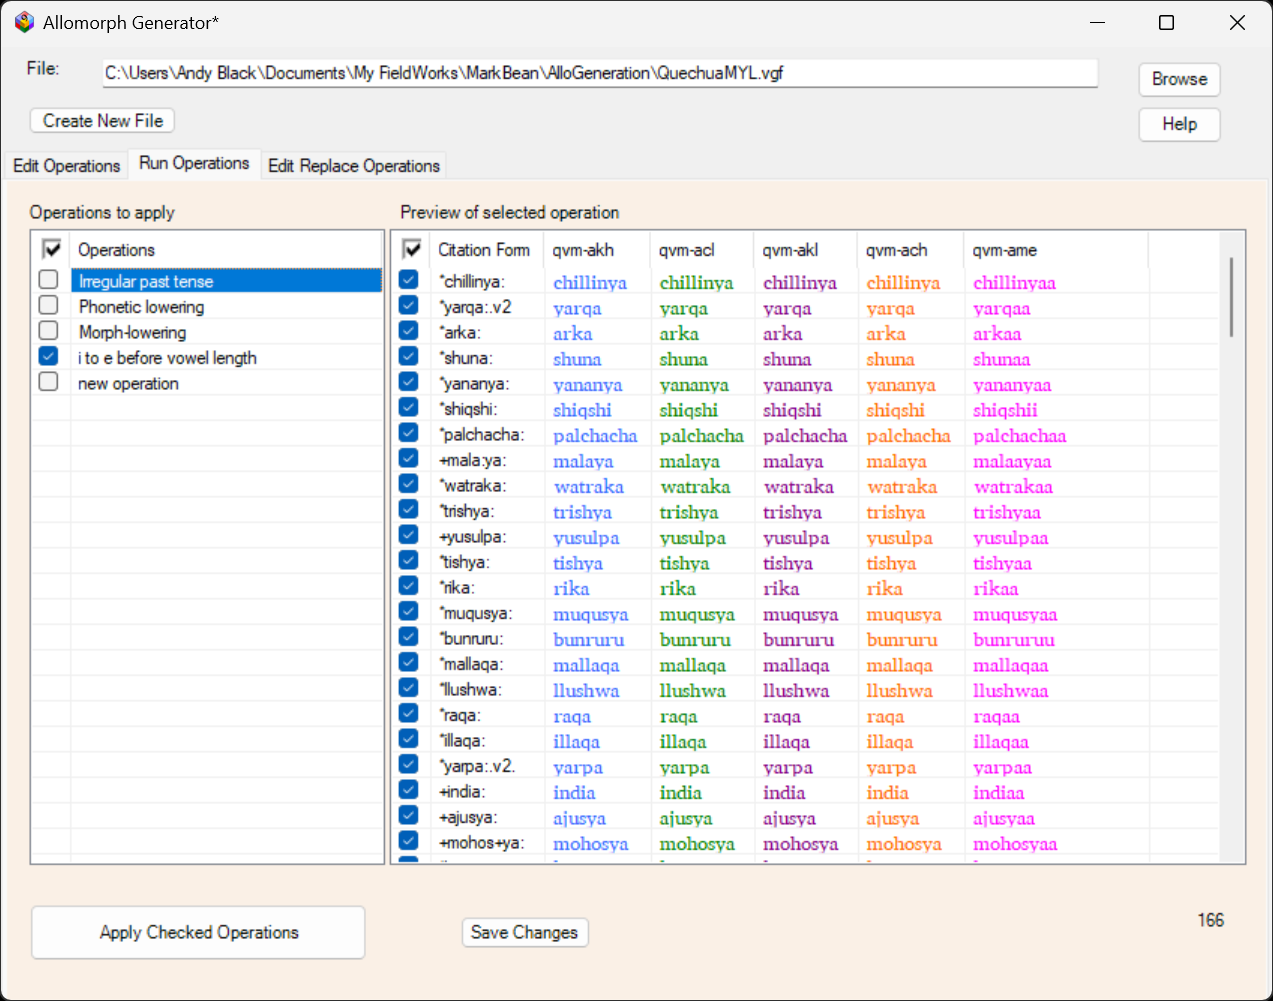 Allomorph Generator*
File: C:\Users\Andy Black\Documents\My FieldWorks\MarkBean\AlloGeneration\QuechuaMYL.vgf Browse
Create New File Help
Edit Operations Run Operations Edit Replace Operations
Operations to apply
Operations
Irregular past tense
Phonetic lowering
Morph-lowering
i to e before vowel length
new operation
Preview of selected operation
Citation Form qvm-akh qvm-acl qvm-akl qvm-ach qvm-ame
*chillinya: chillinya chillinya chillinya chillinya chillinyaa
*yarqa:.v2 yarqa yarqa yarqa yarqa yarqaa
*arka: arka arka arka arka arkaa
*shuna: shuna shuna shuna shuna shunaa
*yananya: yananya yananya yananya yananya yananyaa
*shiqshi: shiqshi shiqshi shiqshi shiqshi shiqshii
*palchacha: palchacha palchacha palchacha palchacha palchachaa
+mala:ya: malaya malaya malaya malaya malaayaa
*watraka: watraka watraka watraka watraka watrakaa
*trishya: trishya trishya trishya trishya trishyaa
+yusulpa: yusulpa yusulpa yusulpa yusulpa yusulpaa
*tishya: tishya tishya tishya tishya tishyaa
*rika: rika rika rika rika rikaa
*muqusya: muqusya muqusya muqusya muqusya muqusyaa
*bunruru: bunruru bunruru bunruru bunruru bunruruu
*mallaqa: mallaqa mallaqa mallaqa mallaqa mallaqaa
*llushwa: llushwa llushwa llushwa llushwa llushwaa
*raqa: raqa raqa raqa raqa raqaa
*illaqa: illaqa illaqa illaqa illaqa illaqaa
*yarpa:.v2. yarpa yarpa yarpa yarpa yarpaa
+india: india india india india indiaa
+ajusya: ajusya ajusya ajusya ajusya ajusyaa
+mohos+ya: mohosya mohosya mohosya mohosya mohosyaa
Apply Checked Operations Save Changes 166